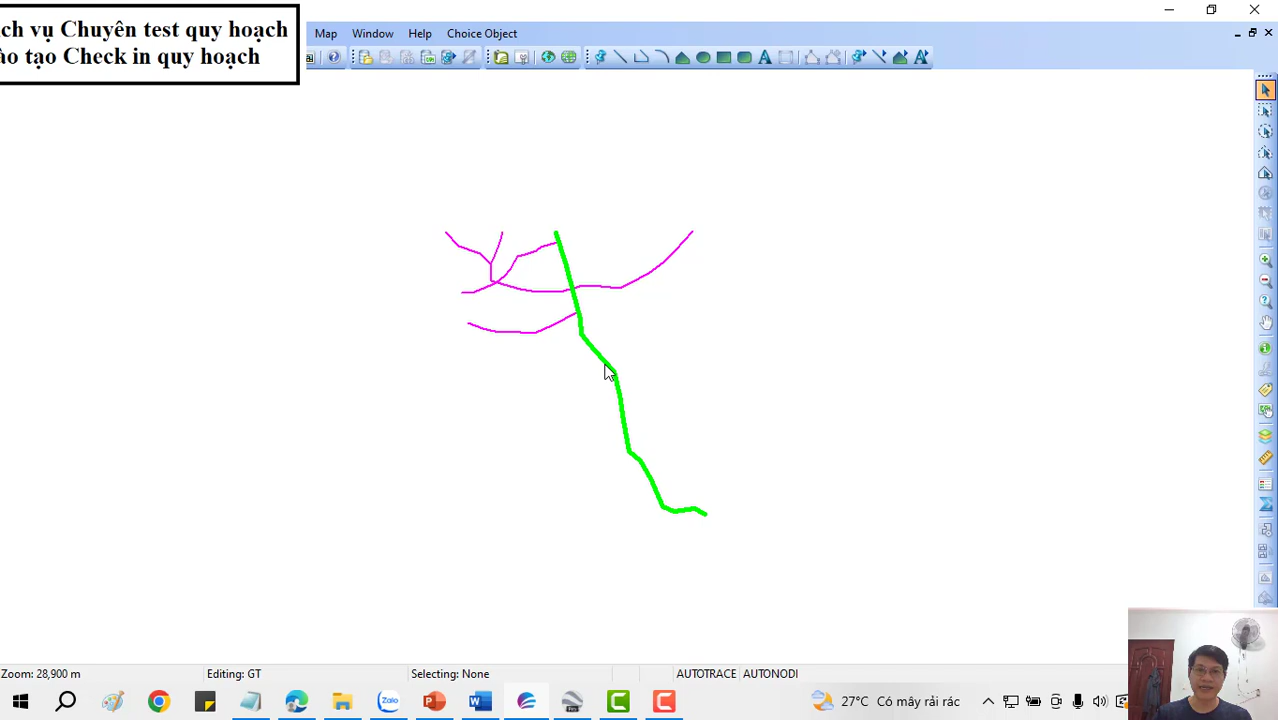 ch vụ Chuyên test quy hoạch
ào tạo Check in quy hoạch
Map Window Help Choice Object
Zoom: 28,900 m
Editing: GT
Selecting: None
AUTOTRACE AUTONODI
Zalo
27°C Có mây rải rác